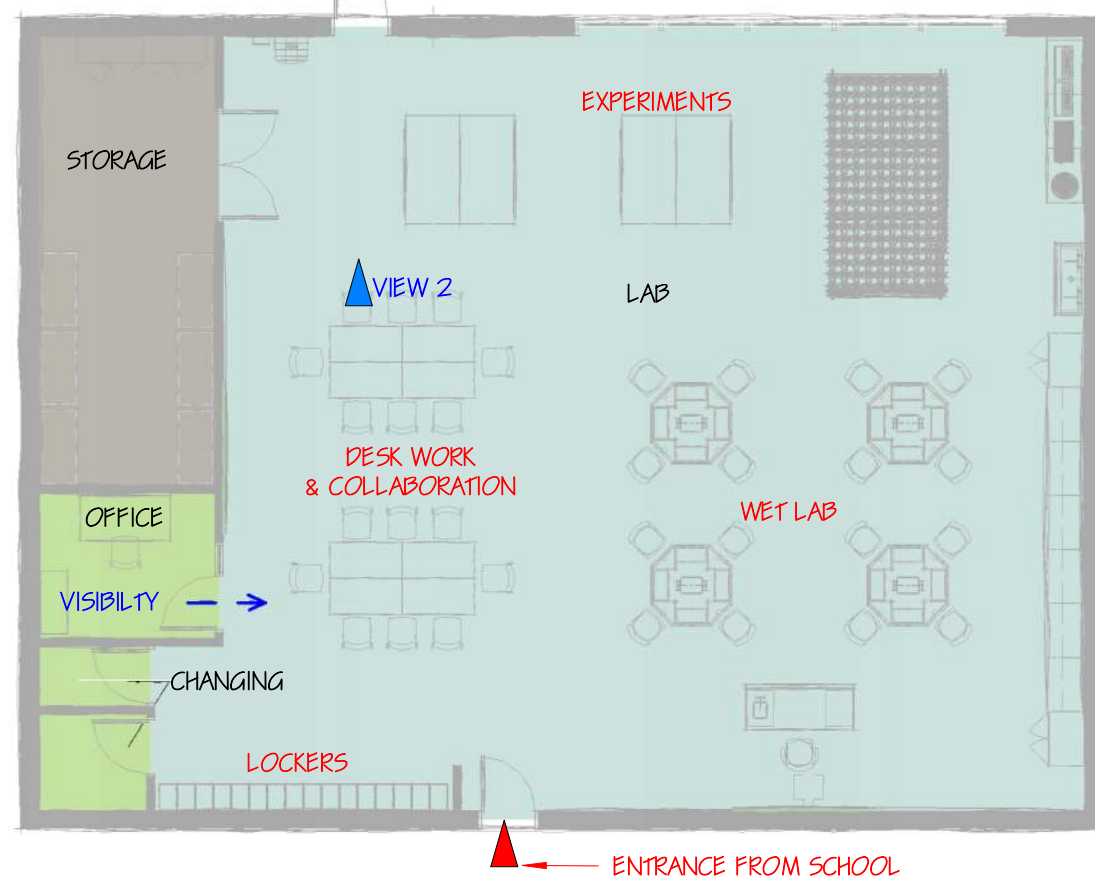 EXPERIMENTS
STORAGE
VIEW 2
LAB
DESK WORK
& COLLABORATION
WET LAB
OFFICE
VISIBILTY
CHANGING
LOCKERS
ENTRANCE FROM SCHOOL